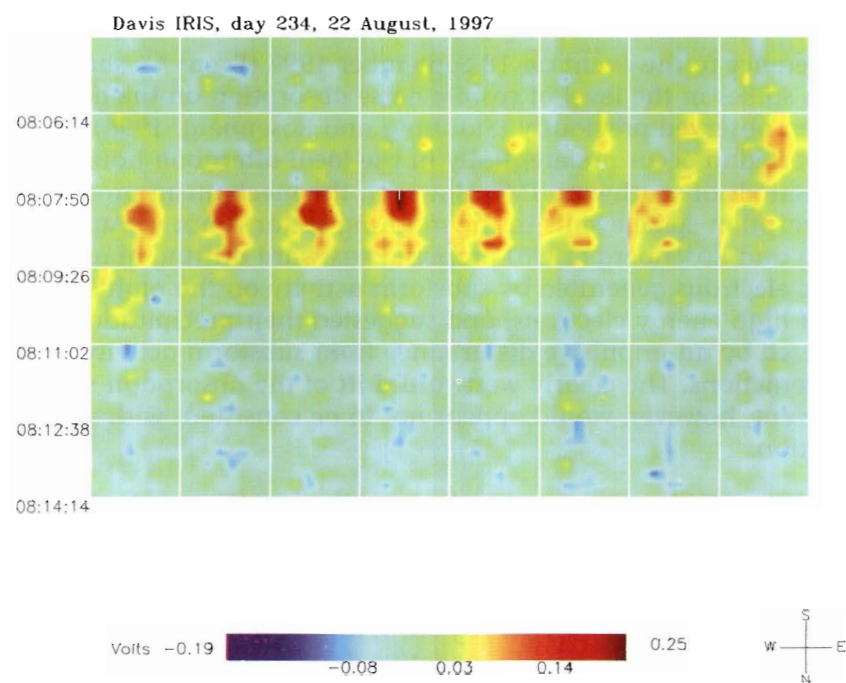 Davis IRIS, day 234, 22 August, 1997
08:06:14
08:07:50
08:09:26
08:11:02
08:12:38
08:14:14
Volts -0.19 0.25
-0.08 0.03 0.14
S
W E
N